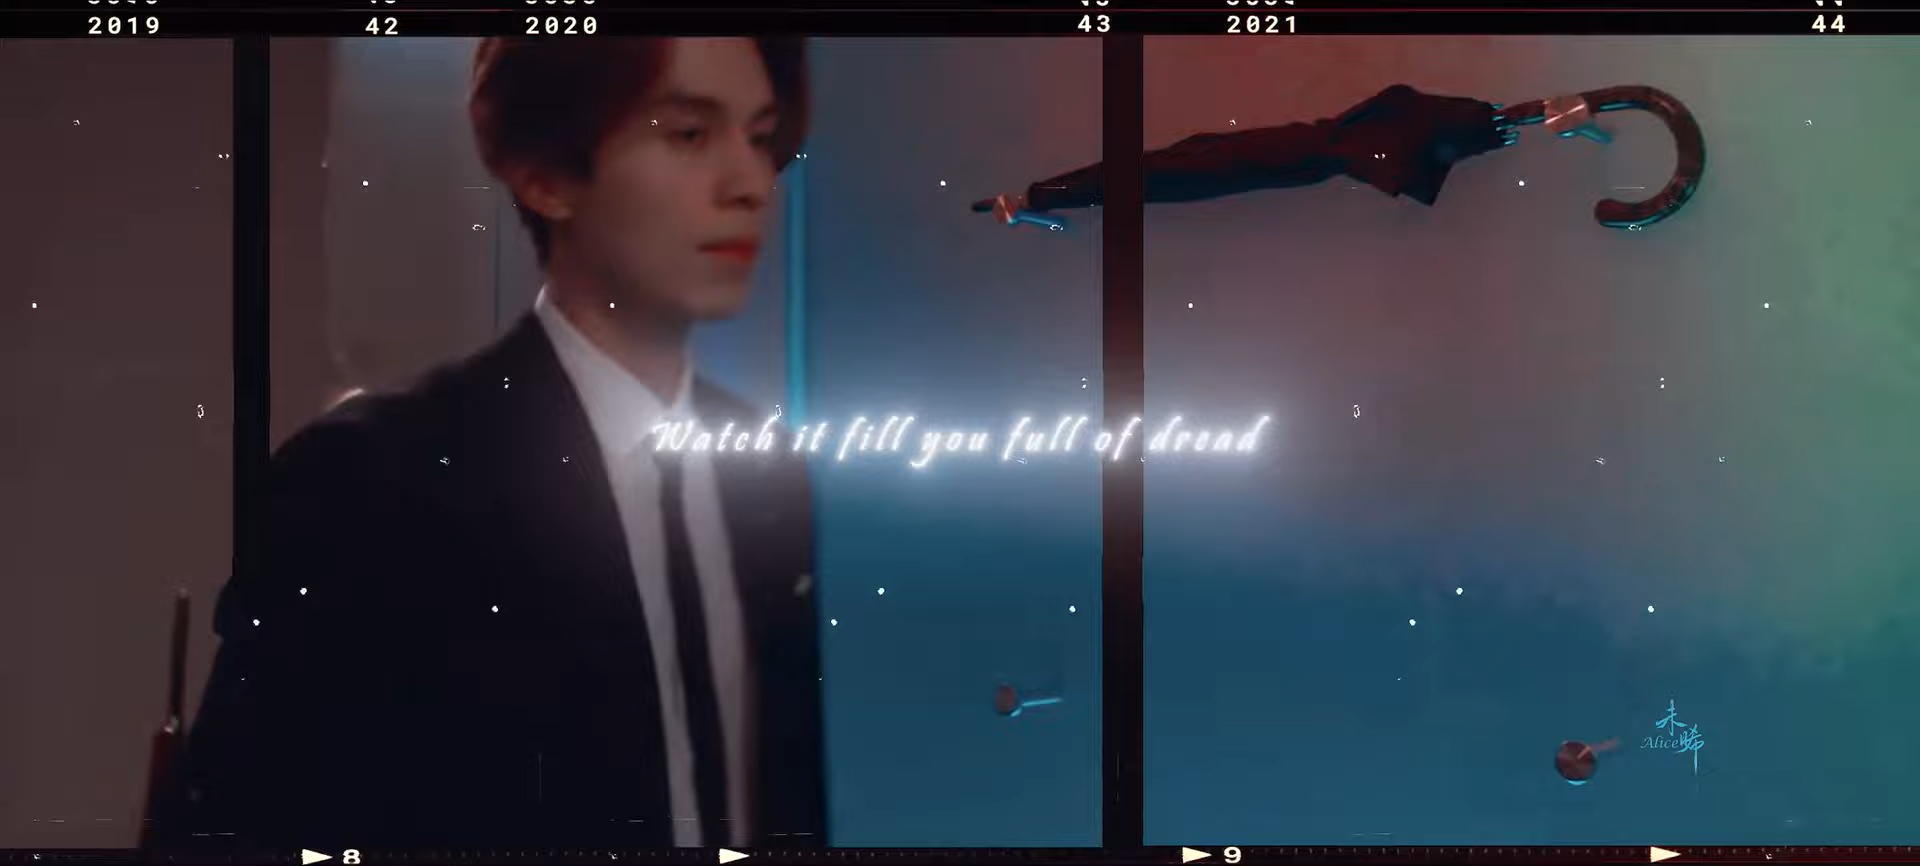 2019 42 2020 43 2021 44
Watch it fill you full of dread
未晞
Alice
8 9